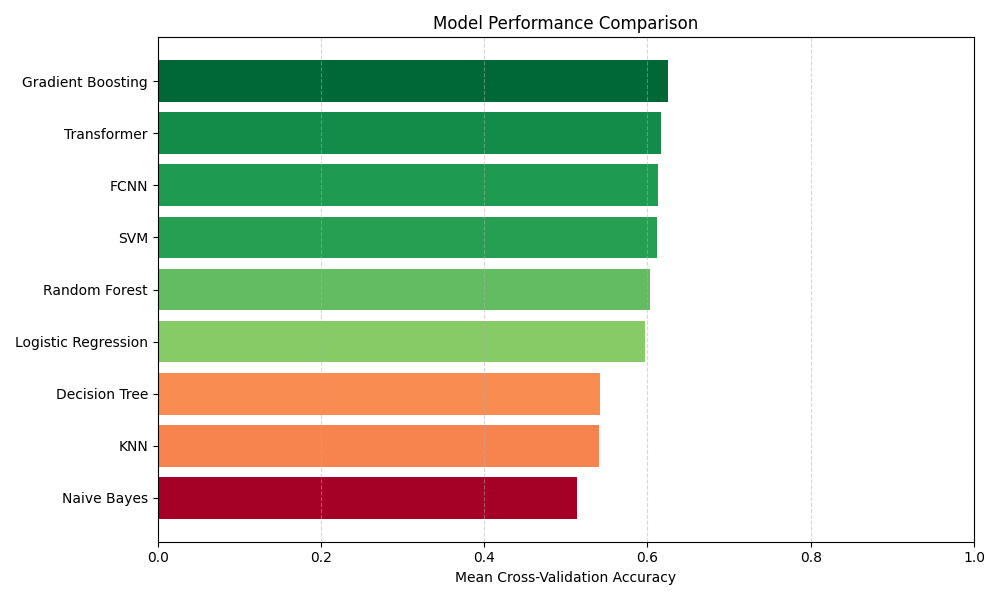 Model Performance Comparison
Gradient Boosting
Transformer
FCNN
SVM
Random Forest
Logistic Regression
Decision Tree
KNN
Naive Bayes
0.0 0.2 0.4 0.6 0.8 1.0
Mean Cross-Validation Accuracy